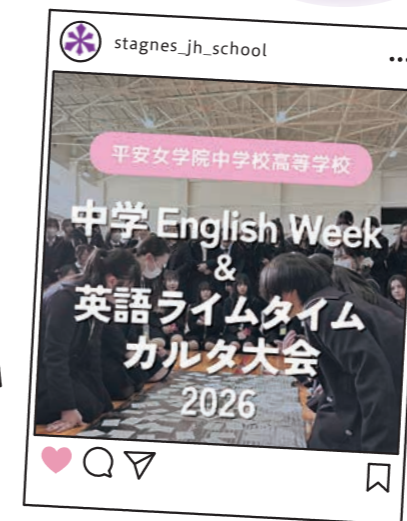 stagnes_jh_school
平安女学院中学校高等学校
中学 English Week
&
英語ライムタイム
カルタ大会
2026